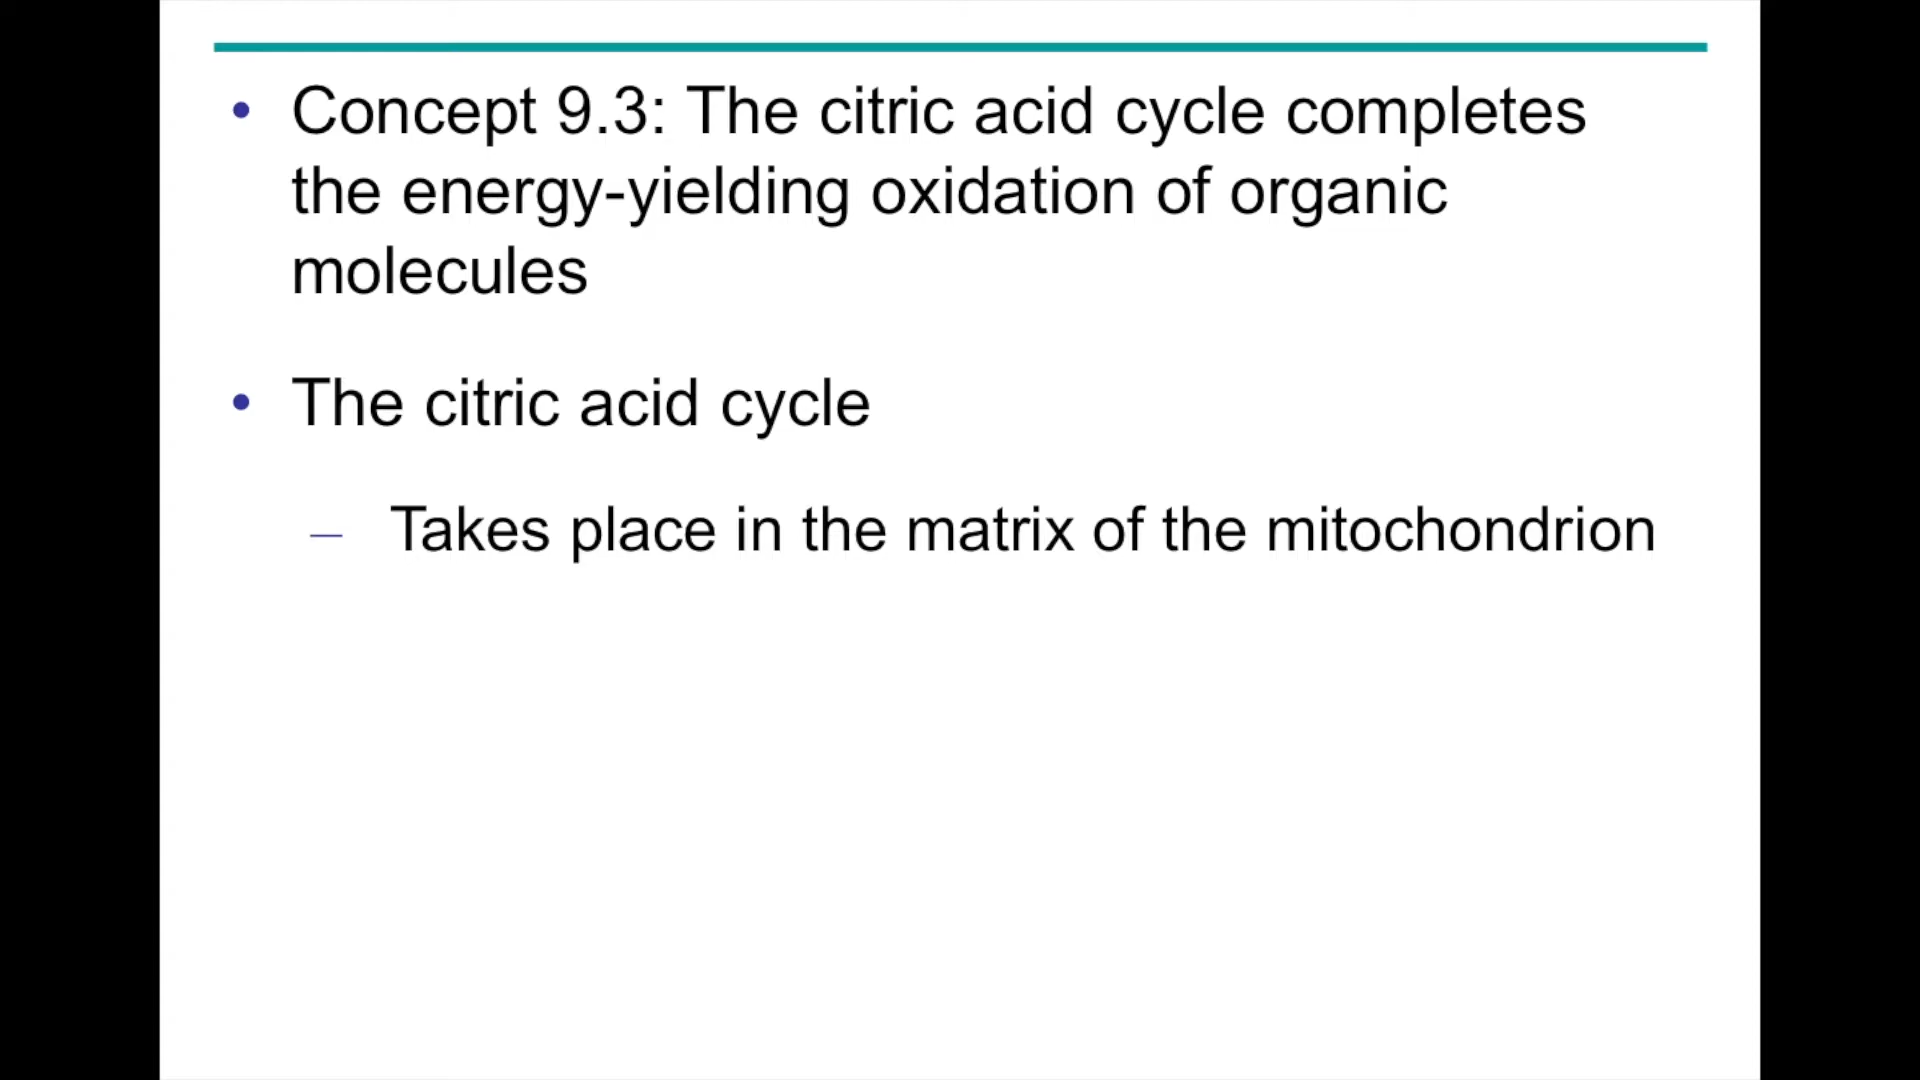 • Concept 9.3: The citric acid cycle completes
the energy-yielding oxidation of organic
molecules
• The citric acid cycle
– Takes place in the matrix of the mitochondrion